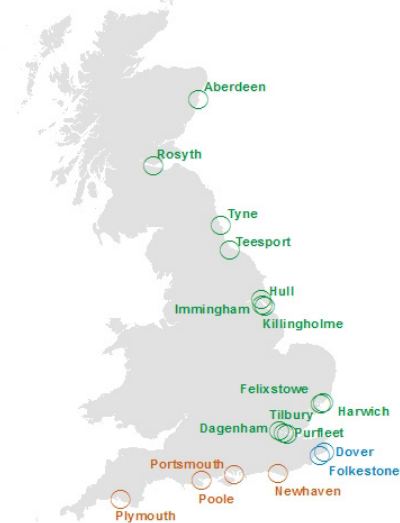 Aberdeen
Rosyth
Tyne
Teesport
Hull
Immingham
Killingholme
Felixstowe
Harwich
Tilbury
Dagenham
Purfleet
Dover
Portsmouth
Folkestone
Poole
Newhaven
Plymouth